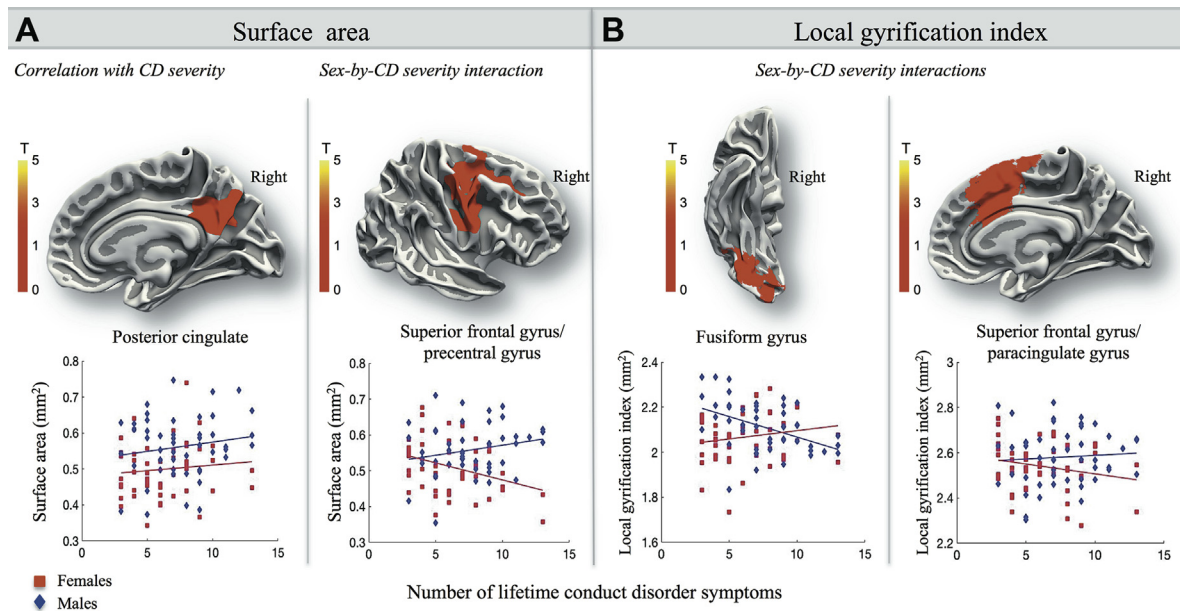 A Surface area
B Local gyrification index
Correlation with CD severity
Sex-by-CD severity interaction
Sex-by-CD severity interactions
T
5
3
1
0
Right
T
5
3
1
0
Right
T
5
3
1
0
Right
T
5
3
1
0
Right
Posterior cingulate
Surface area (mm²)
0.8
0.7
0.6
0.5
0.4
0.3
0 5 10 15
Superior frontal gyrus/
precentral gyrus
Surface area (mm²)
0.8
0.7
0.6
0.5
0.4
0.3
0 5 10 15
Fusiform gyrus
Local gyrification index (mm²)
2.4
2.2
2
1.8
1.6
0 5 10 15
Superior frontal gyrus/
paracingulate gyrus
Local gyrification index (mm²)
3
2.8
2.6
2.4
2.2
0 5 10 15
Females
Males
Number of lifetime conduct disorder symptoms